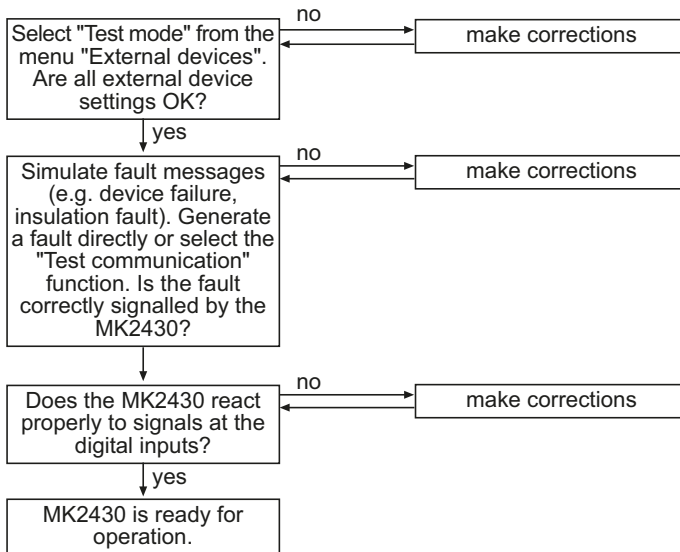 Select "Test mode" from the
menu "External devices".
Are all external device
settings OK?
no
make corrections
yes
Simulate fault messages
(e.g. device failure,
insulation fault). Generate
a fault directly or select the
"Test communication"
function. Is the fault
correctly signalled by the
MK2430?
no
make corrections
Does the MK2430 react
properly to signals at the
digital inputs?
no
make corrections
yes
MK2430 is ready for
operation.